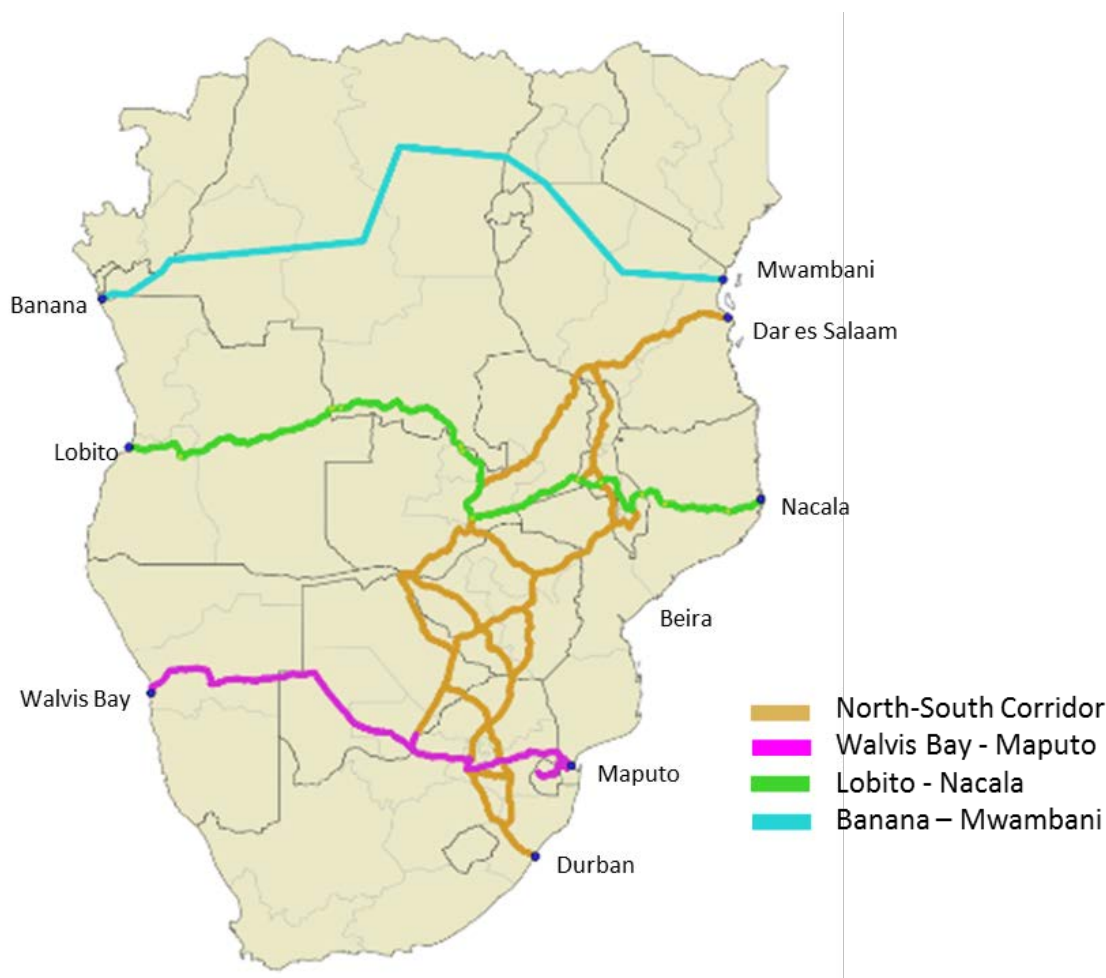 Mwambani
Banana
Dar es Salaam
Lobito
Nacala
Beira
Walvis Bay
Maputo
Durban
North-South Corridor
Walvis Bay - Maputo
Lobito - Nacala
Banana – Mwambani